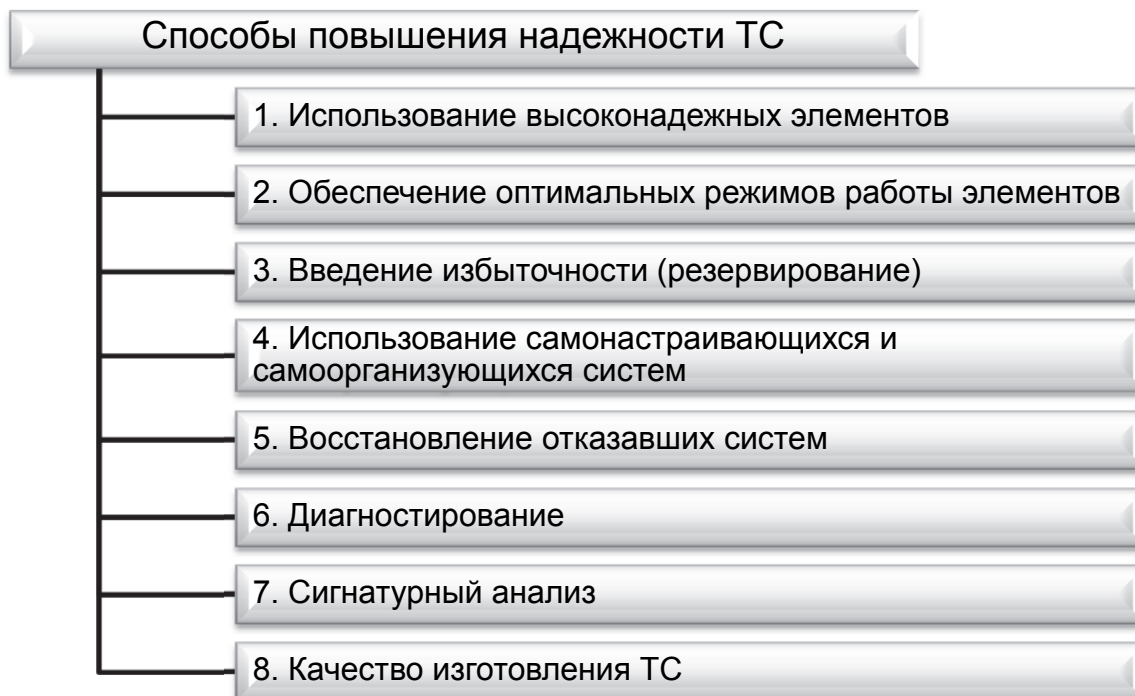 Способы повышения надежности ТС
1. Использование высоконадежных элементов
2. Обеспечение оптимальных режимов работы элементов
3. Введение избыточности (резервирование)
4. Использование самонастраивающихся и
самоорганизующихся систем
5. Восстановление отказавших систем
6. Диагностирование
7. Сигнатурный анализ
8. Качество изготовления ТС